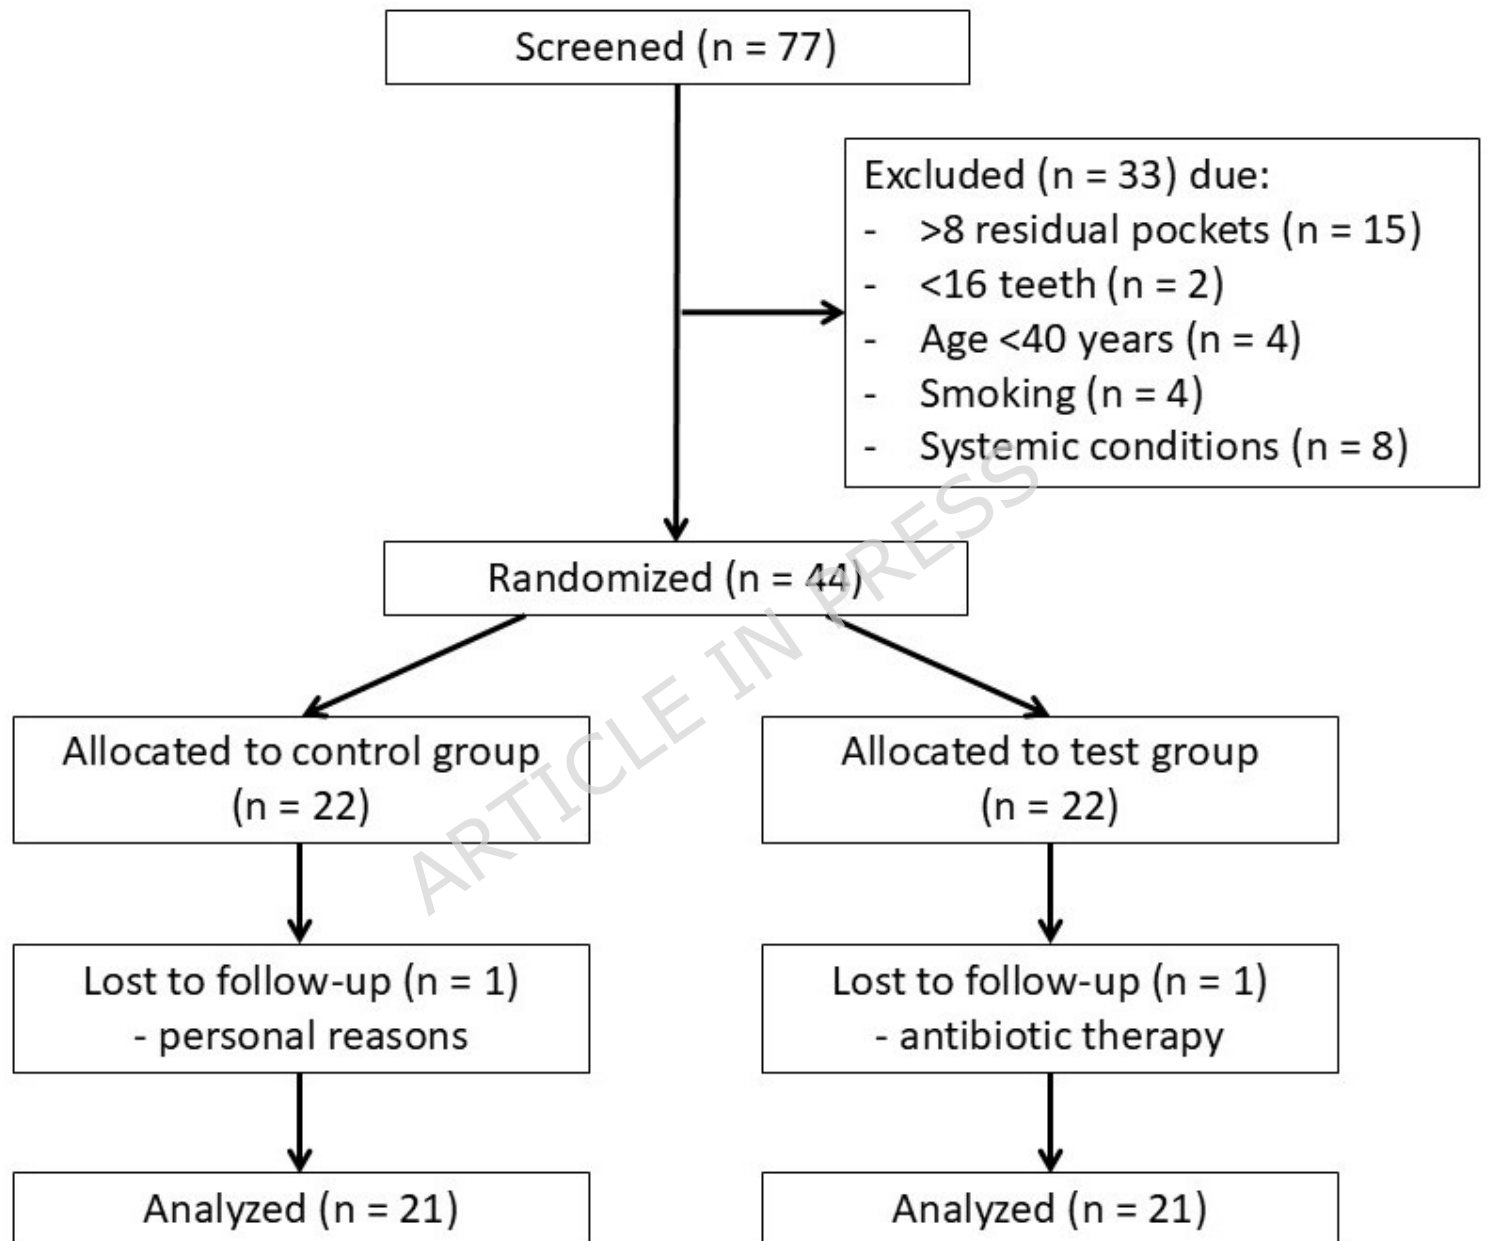 Screened (n = 77)
Excluded (n = 33) due:
- >8 residual pockets (n = 15)
- <16 teeth (n = 2)
- Age <40 years (n = 4)
- Smoking (n = 4)
- Systemic conditions (n = 8)
Randomized (n = 44)
Allocated to control group
(n = 22)
Allocated to test group
(n = 22)
Lost to follow-up (n = 1)
- personal reasons
Lost to follow-up (n = 1)
- antibiotic therapy
Analyzed (n = 21)
Analyzed (n = 21)
ARTICLE IN PRESS